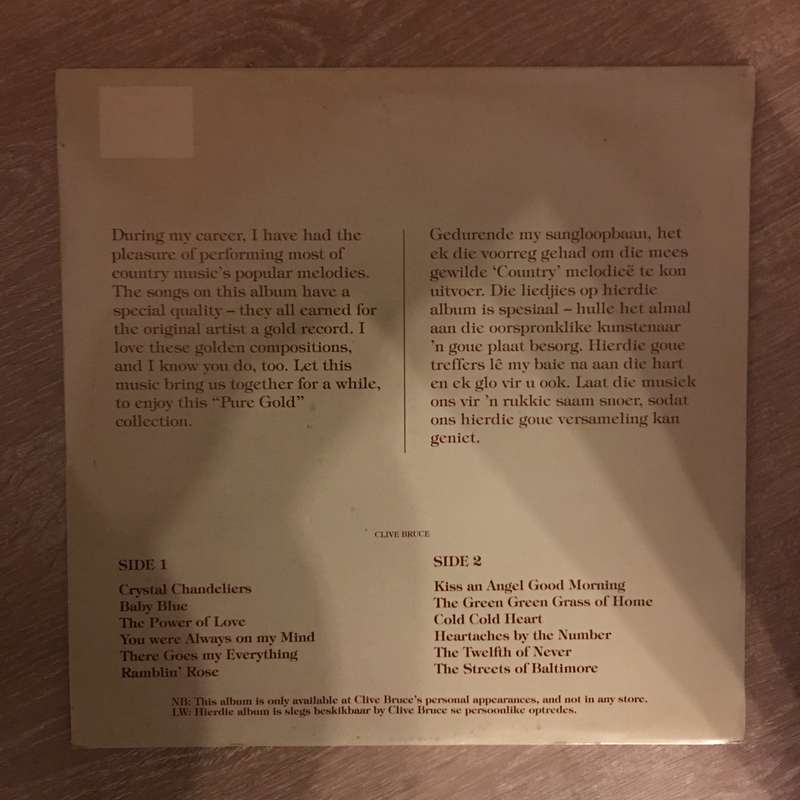 During my career, I have had the
pleasure of performing most of
country music's popular melodies.
The songs on this album have a
special quality – they all earned for
the original artist a gold record. I
love these golden compositions,
and I know you do, too. Let this
music bring us together for a while,
to enjoy this “Pure Gold”
collection.
Gedurende my sangloopbaan, het
ek die voorreg gehad om die mees
gewilde ‘Country’ melodieë te kon
uitvoer. Die liedjies op hierdie
album is spesiaal – hulle het almal
aan die oorspronklike kunstenaar
’n goue plaat besorg. Hierdie goue
treffers lê my baie na aan die hart
en ek glo vir u ook. Laat die musiek
ons vir ’n rukkie saam snoer, sodat
ons hierdie goue versameling kan
geniet.
CLIVE BRUCE
SIDE 1
Crystal Chandeliers
Baby Blue
The Power of Love
You were Always on my Mind
There Goes my Everything
Ramblin’ Rose
SIDE 2
Kiss an Angel Good Morning
The Green Green Grass of Home
Cold Cold Heart
Heartaches by the Number
The Twelfth of Never
The Streets of Baltimore
NB: This album is only available at Clive Bruce’s personal appearances, and not in any store.
LW: Hierdie album is slegs beskikbaar by Clive Bruce se persoonlike optredes.